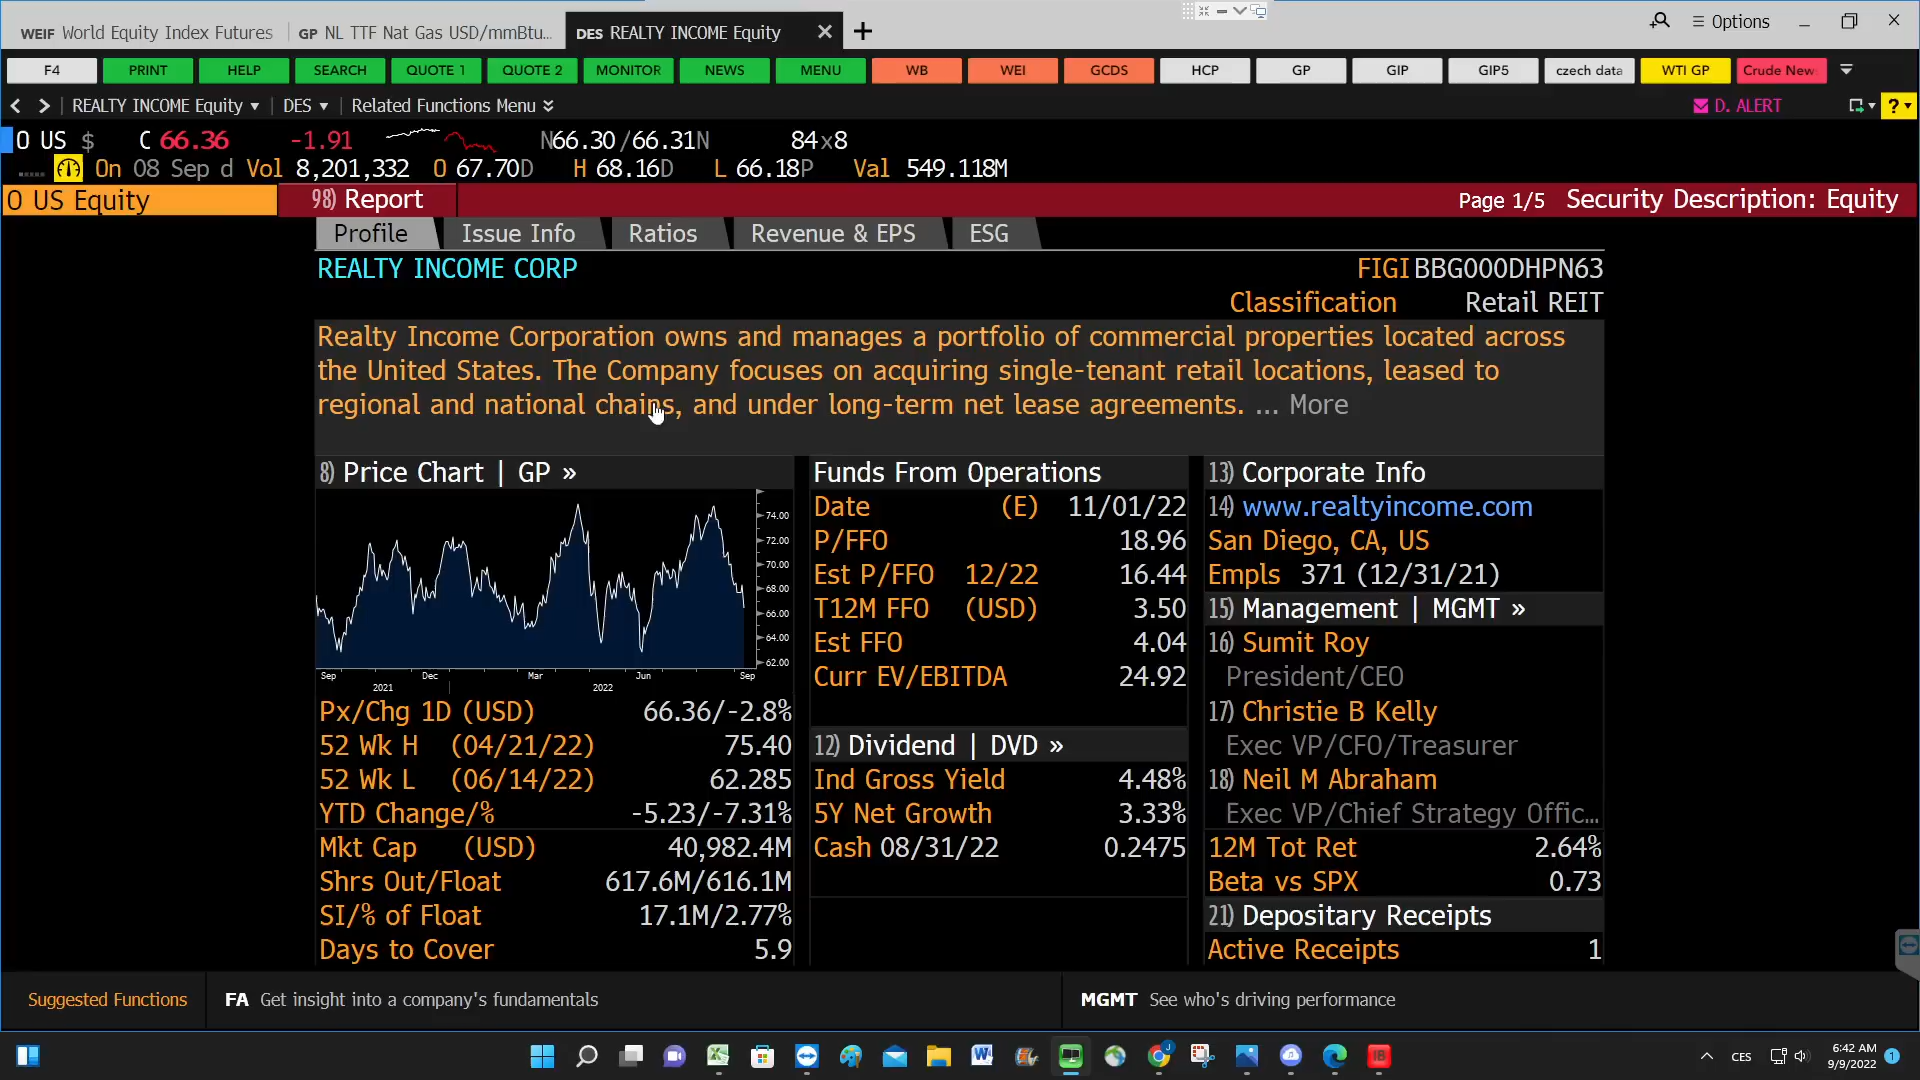 WEIF World Equity Index Futures
GP NL TTF Nat Gas USD/mmBtu...
DES REALTY INCOME Equity
Options
F4 PRINT HELP SEARCH QUOTE 1 QUOTE 2 MONITOR NEWS MENU WB WEI GCDS HCP GP GIP GIP5 czech data WTI GP Crude New
REALTY INCOME Equity DES Related Functions Menu D. ALERT ?
O US $ C 66.36 -1.91 N66.30/66.31N 84x8
On 08 Sep d Vol 8,201,332 O 67.70D H 68.16D L 66.18P Val 549.118M
O US Equity 98) Report Page 1/5 Security Description: Equity
Profile Issue Info Ratios Revenue & EPS ESG
REALTY INCOME CORP FIGI BBG000DHPN63
Classification Retail REIT
Realty Income Corporation owns and manages a portfolio of commercial properties located across
the United States. The Company focuses on acquiring single-tenant retail locations, leased to
regional and national chains, and under long-term net lease agreements. ... More
8) Price Chart | GP »
74.00
72.00
70.00
68.00
66.00
64.00
62.00
Sep Dec Mar Jun Sep
2021 2022
Px/Chg 1D (USD) 66.36/-2.8%
52 Wk H (04/21/22) 75.40
52 Wk L (06/14/22) 62.285
YTD Change/% -5.23/-7.31%
Mkt Cap (USD) 40,982.4M
Shrs Out/Float 617.6M/616.1M
SI/% of Float 17.1M/2.77%
Days to Cover 5.9
Funds From Operations
Date (E) 11/01/22
P/FFO 18.96
Est P/FFO 12/22 16.44
T12M FFO (USD) 3.50
Est FFO 4.04
Curr EV/EBITDA 24.92
12) Dividend | DVD »
Ind Gross Yield 4.48%
5Y Net Growth 3.33%
Cash 08/31/22 0.2475
13) Corporate Info
14) www.realtyincome.com
San Diego, CA, US
Empls 371 (12/31/21)
15) Management | MGMT »
16) Sumit Roy
President/CEO
17) Christie B Kelly
Exec VP/CFO/Treasurer
18) Neil M Abraham
Exec VP/Chief Strategy Offic...
12M Tot Ret 2.64%
Beta vs SPX 0.73
21) Depositary Receipts
Active Receipts 1
Suggested Functions FA Get insight into a company's fundamentals MGMT See who's driving performance
CES 6:42 AM
9/9/2022 1